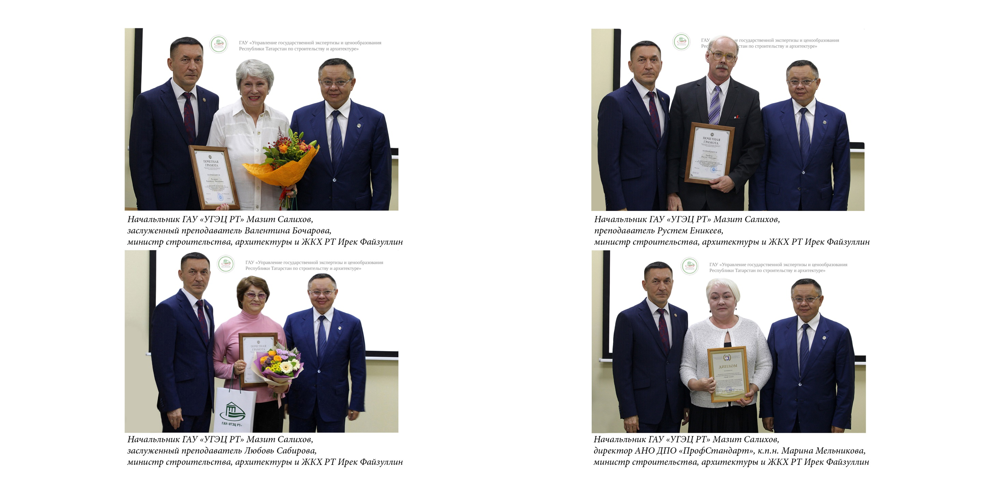 ГАУ «Управление государственной экспертизы и ценообразования
Республики Татарстан по строительству и архитектуре»
ПОЧЕТНАЯ
ГРАМОТА
НАГРАЖДАЕТСЯ
Начальльник ГАУ «УГЭЦ РТ» Мазит Салихов,
заслуженный преподаватель Валентина Бочарова,
министр строительства, архитектуры и ЖКХ РТ Ирек Файзуллин
ГАУ государственной экспертизы и ценообразования
по строительству и архитектуре»
ПОЧЕТНАЯ
ГРАМОТА
НАГРАЖДАЕТСЯ
Начальльник ГАУ «УГЭЦ РТ» Мазит Салихов,
преподаватель Рустем Еникеев,
министр строительства, архитектуры и ЖКХ РТ Ирек Файзуллин
ГАУ «Управление государственной экспертизы и ценообразования
Республики Татарстан по строительству и архитектуре»
ПОЧЕТНАЯ
ГРАМОТА
ГАУ«УГЭЦ РТ»
Начальльник ГАУ «УГЭЦ РТ» Мазит Салихов,
заслуженный преподаватель Любовь Сабирова,
министр строительства, архитектуры и ЖКХ РТ Ирек Файзуллин
ГАУ «Управление государственной экспертизы и ценообразования
Республики Татарстан по строительству и архитектуре»
ДИПЛОМ
Начальльник ГАУ «УГЭЦ РТ» Мазит Салихов,
директор АНО ДПО «ПрофСтандарт», к.п.н. Марина Мельникова,
министр строительства, архитектуры и ЖКХ РТ Ирек Файзуллин